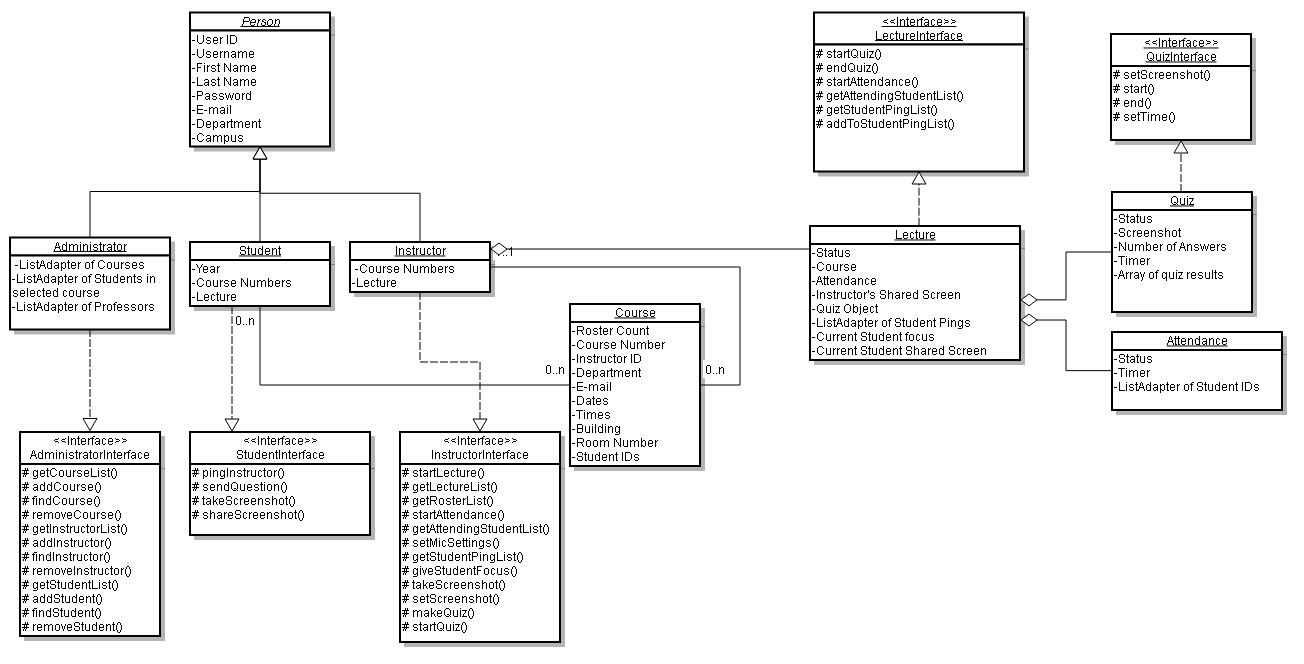 Person
-User ID
-Username
-First Name
-Last Name
-Password
-E-mail
-Department
-Campus
<<Interface>>
LectureInterface
# startQuiz()
# endQuiz()
# startAttendance()
# getAttendingStudentList()
# getStudentPingList()
# addToStudentPingList()
<<Interface>>
QuizInterface
# setScreenshot()
# start()
# end()
# setTime()
Administrator
-ListAdapter of Courses
-ListAdapter of Students in
selected course
-ListAdapter of Professors
Student
-Year
-Course Numbers
-Lecture
0..n
Instructor
-Course Numbers
-Lecture
..1
Lecture
-Status
-Course
-Attendance
-Instructor's Shared Screen
-Quiz Object
-ListAdapter of Student Pings
-Current Student focus
-Current Student Shared Screen
Quiz
-Status
-Screenshot
-Number of Answers
-Timer
-Array of quiz results
Attendance
-Status
-Timer
-ListAdapter of Student IDs
Course
-Roster Count
-Course Number
-Instructor ID
-Department
-E-mail
-Dates
-Times
-Building
-Room Number
-Student IDs
0..n
0..n
<<Interface>>
AdministratorInterface
# getCourseList()
# addCourse()
# findCourse()
# removeCourse()
# getInstructorList()
# addInstructor()
# findInstructor()
# removeInstructor()
# getStudentList()
# addStudent()
# findStudent()
# removeStudent()
<<Interface>>
StudentInterface
# pingInstructor()
# sendQuestion()
# takeScreenshot()
# shareScreenshot()
<<Interface>>
InstructorInterface
# startLecture()
# getLectureList()
# getRosterList()
# startAttendance()
# getAttendingStudentList()
# setMicSettings()
# getStudentPingList()
# giveStudentFocus()
# takeScreenshot()
# setScreenshot()
# makeQuiz()
# startQuiz()